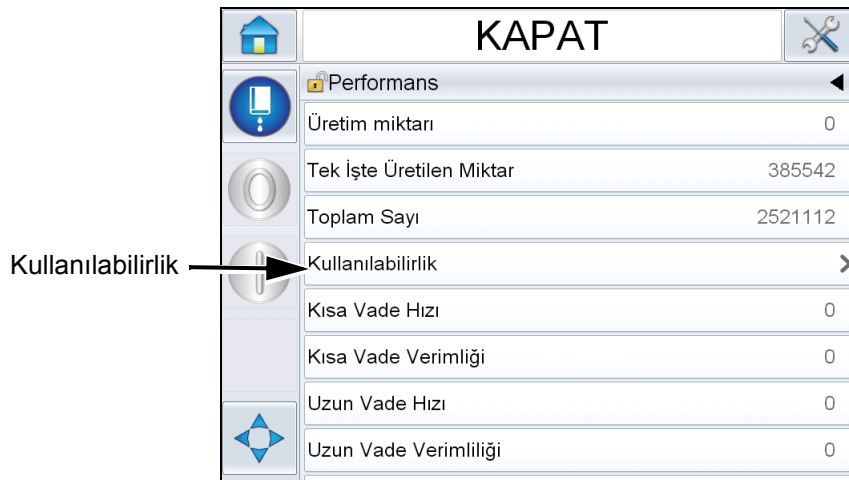 KAPAT
Performans
Üretim miktarı 0
Tek İşte Üretilen Miktar 385542
Toplam Sayı 2521112
Kullanılabilirlik
Kullanılabilirlik
Kısa Vade Hızı 0
Kısa Vade Verimliği 0
Uzun Vade Hızı 0
Uzun Vade Verimliliği 0